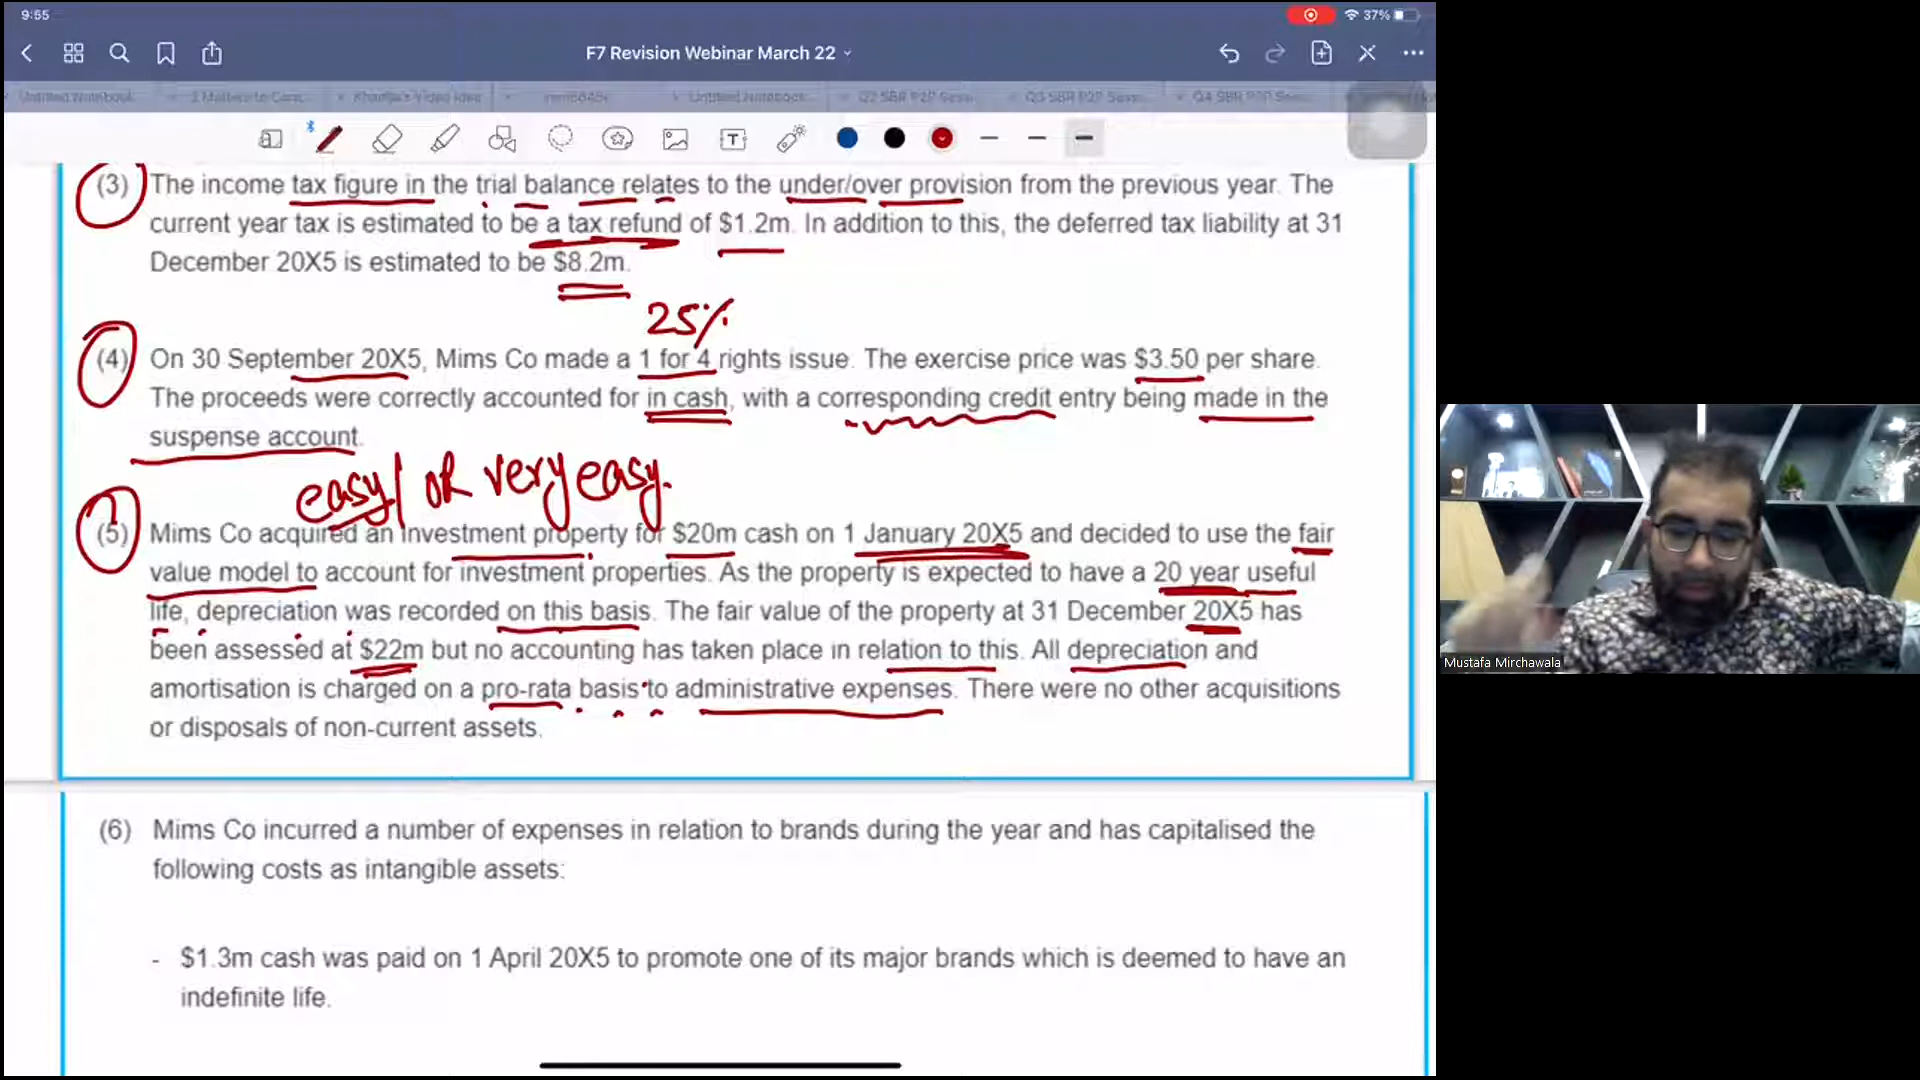 9:55
37%
F7 Revision Webinar March 22
Untitled Notebook
Khadija's Video Idea
Untitled Notebook
(3) The income tax figure in the trial balance relates to the under/over provision from the previous year. The
current year tax is estimated to be a tax refund of $1.2m. In addition to this, the deferred tax liability at 31
December 20X5 is estimated to be $8.2m.
25%
(4) On 30 September 20X5, Mims Co made a 1 for 4 rights issue. The exercise price was $3.50 per share.
The proceeds were correctly accounted for in cash, with a corresponding credit entry being made in the
suspense account.
easy/ or very easy.
(5) Mims Co acquired an investment property for $20m cash on 1 January 20X5 and decided to use the fair
value model to account for investment properties. As the property is expected to have a 20 year useful
life, depreciation was recorded on this basis. The fair value of the property at 31 December 20X5 has
been assessed at $22m but no accounting has taken place in relation to this. All depreciation and
amortisation is charged on a pro-rata basis to administrative expenses. There were no other acquisitions
or disposals of non-current assets.
Mustafa Mirchawala
(6) Mims Co incurred a number of expenses in relation to brands during the year and has capitalised the
following costs as intangible assets:
- $1.3m cash was paid on 1 April 20X5 to promote one of its major brands which is deemed to have an
indefinite life.